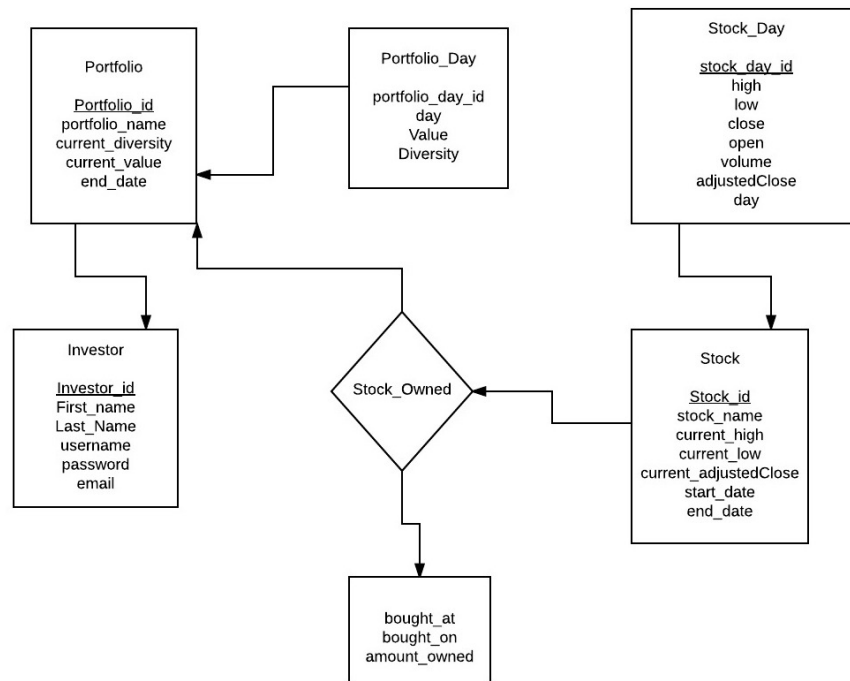 Portfolio
Portfolio_id
portfolio_name
current_diversity
current_value
end_date
Portfolio_Day
portfolio_day_id
day
Value
Diversity
Stock_Day
stock_day_id
high
low
close
open
volume
adjustedClose
day
Investor
Investor_id
First_name
Last_Name
username
password
email
Stock_Owned
Stock
Stock_id
stock_name
current_high
current_low
current_adjustedClose
start_date
end_date
bought_at
bought_on
amount_owned